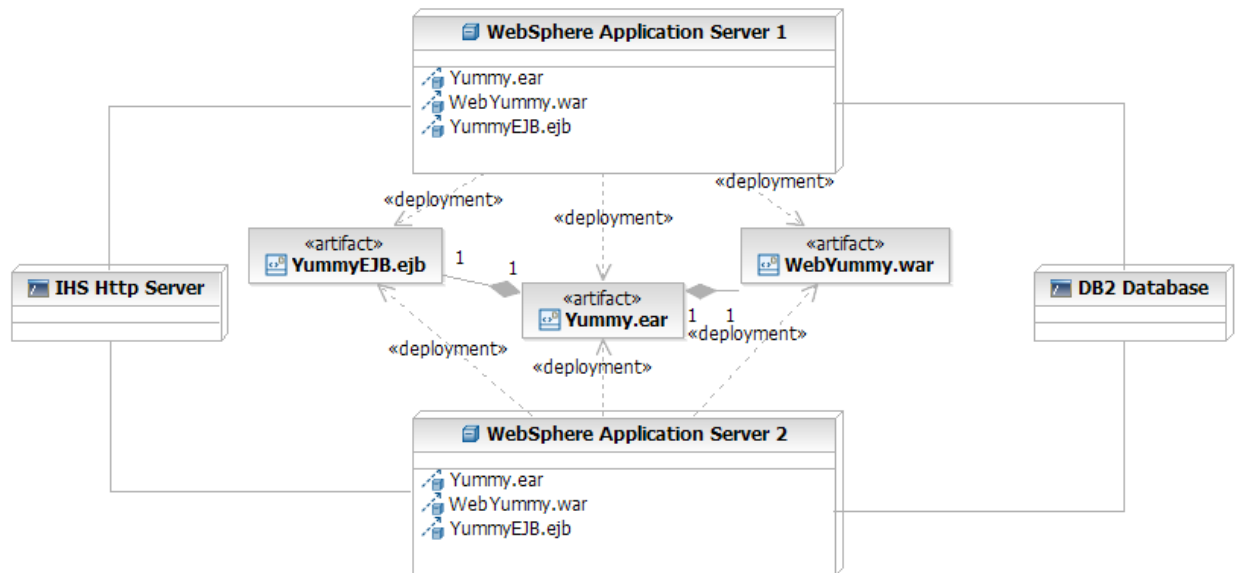 WebSphere Application Server 1
Yummy.ear
WebYummy.war
YummyEJB.ejb
«deployment»
«deployment»
«deployment»
«artifact»
YummyEJB.ejb
1
1
«artifact»
WebYummy.war
IHS Http Server
«artifact»
Yummy.ear
1
1
DB2 Database
«deployment»
«deployment»
«deployment»
WebSphere Application Server 2
Yummy.ear
WebYummy.war
YummyEJB.ejb